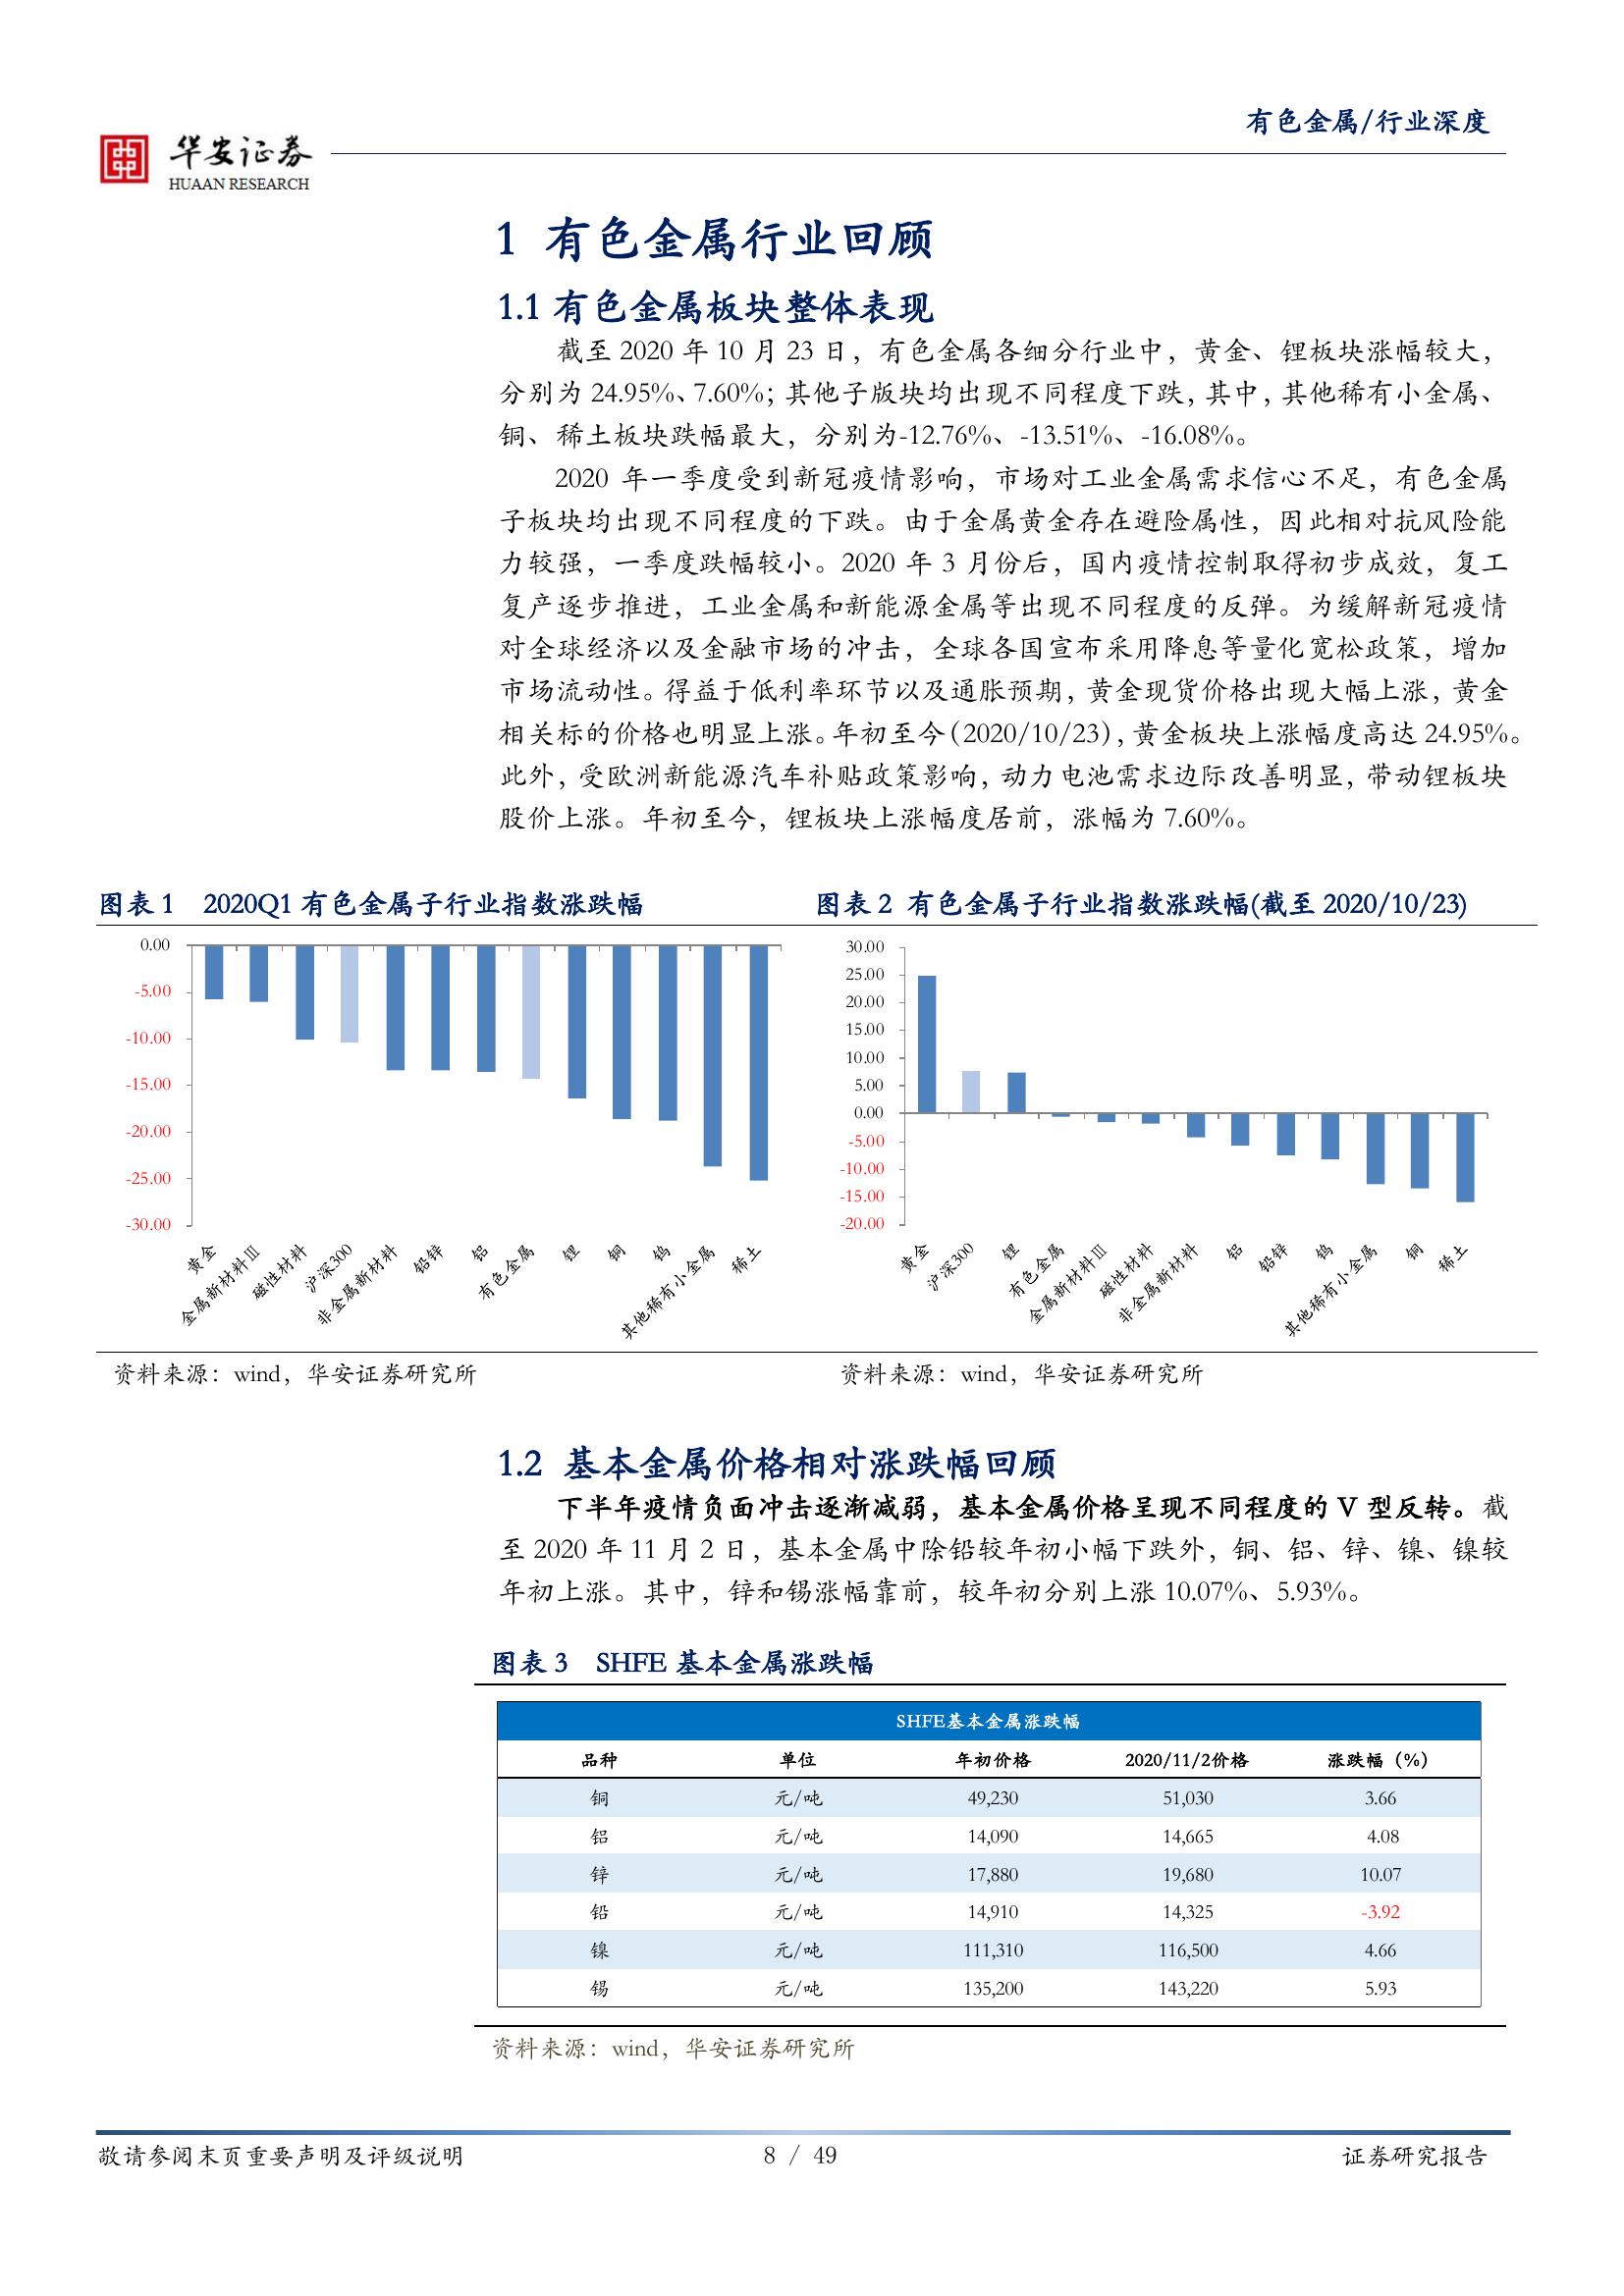 有色金属/行业深度
华安证券
HUAAN RESEARCH
1 有色金属行业回顾
1.1 有色金属板块整体表现
截至 2020 年 10 月 23 日，有色金属各细分行业中，黄金、锂板块涨幅较大，
分别为 24.95%、7.60%；其他子版块均出现不同程度下跌，其中，其他稀有小金属、
铜、稀土板块跌幅最大，分别为-12.76%、-13.51%、-16.08%。
2020 年一季度受到新冠疫情影响，市场对工业金属需求信心不足，有色金属
子板块均出现不同程度的下跌。由于金属黄金存在避险属性，因此相对抗风险能
力较强，一季度跌幅较小。2020 年 3 月份后，国内疫情控制取得初步成效，复工
复产逐步推进，工业金属和新能源金属等出现不同程度的反弹。为缓解新冠疫情
对全球经济以及金融市场的冲击，全球各国宣布采用降息等量化宽松政策，增加
市场流动性。得益于低利率环节以及通胀预期，黄金现货价格出现大幅上涨，黄金
相关标的价格也明显上涨。年初至今（2020/10/23），黄金板块上涨幅度高达 24.95%。
此外，受欧洲新能源汽车补贴政策影响，动力电池需求边际改善明显，带动锂板块
股价上涨。年初至今，锂板块上涨幅度居前，涨幅为 7.60%。
图表 1 2020Q1 有色金属子行业指数涨跌幅
0.00
-5.00
-10.00
-15.00
-20.00
-25.00
-30.00
黄金
金属新材料Ⅲ
磁性材料
沪深300
非金属新材料
铅锌
铝
有色金属
锂
铜
钨
其他稀有小金属
稀土
资料来源：wind，华安证券研究所
图表 2 有色金属子行业指数涨跌幅(截至 2020/10/23)
30.00
25.00
20.00
15.00
10.00
5.00
0.00
-5.00
-10.00
-15.00
-20.00
黄金
沪深300
锂
有色金属
金属新材料Ⅲ
磁性材料
非金属新材料
铝
铅锌
钨
其他稀有小金属
铜
稀土
资料来源：wind，华安证券研究所
1.2 基本金属价格相对涨跌幅回顾
下半年疫情负面冲击逐渐减弱，基本金属价格呈现不同程度的 V 型反转。截
至 2020 年 11 月 2 日，基本金属中除铅较年初小幅下跌外，铜、铝、锌、镍、镍较
年初上涨。其中，锌和锡涨幅靠前，较年初分别上涨 10.07%、5.93%。
图表 3 SHFE 基本金属涨跌幅
SHFE基本金属涨跌幅
品种 单位 年初价格 2020/11/2价格 涨跌幅（%）
铜 元/吨 49,230 51,030 3.66
铝 元/吨 14,090 14,665 4.08
锌 元/吨 17,880 19,680 10.07
铅 元/吨 14,910 14,325 -3.92
镍 元/吨 111,310 116,500 4.66
锡 元/吨 135,200 143,220 5.93
资料来源：wind，华安证券研究所
敬请参阅末页重要声明及评级说明 8 / 49 证券研究报告